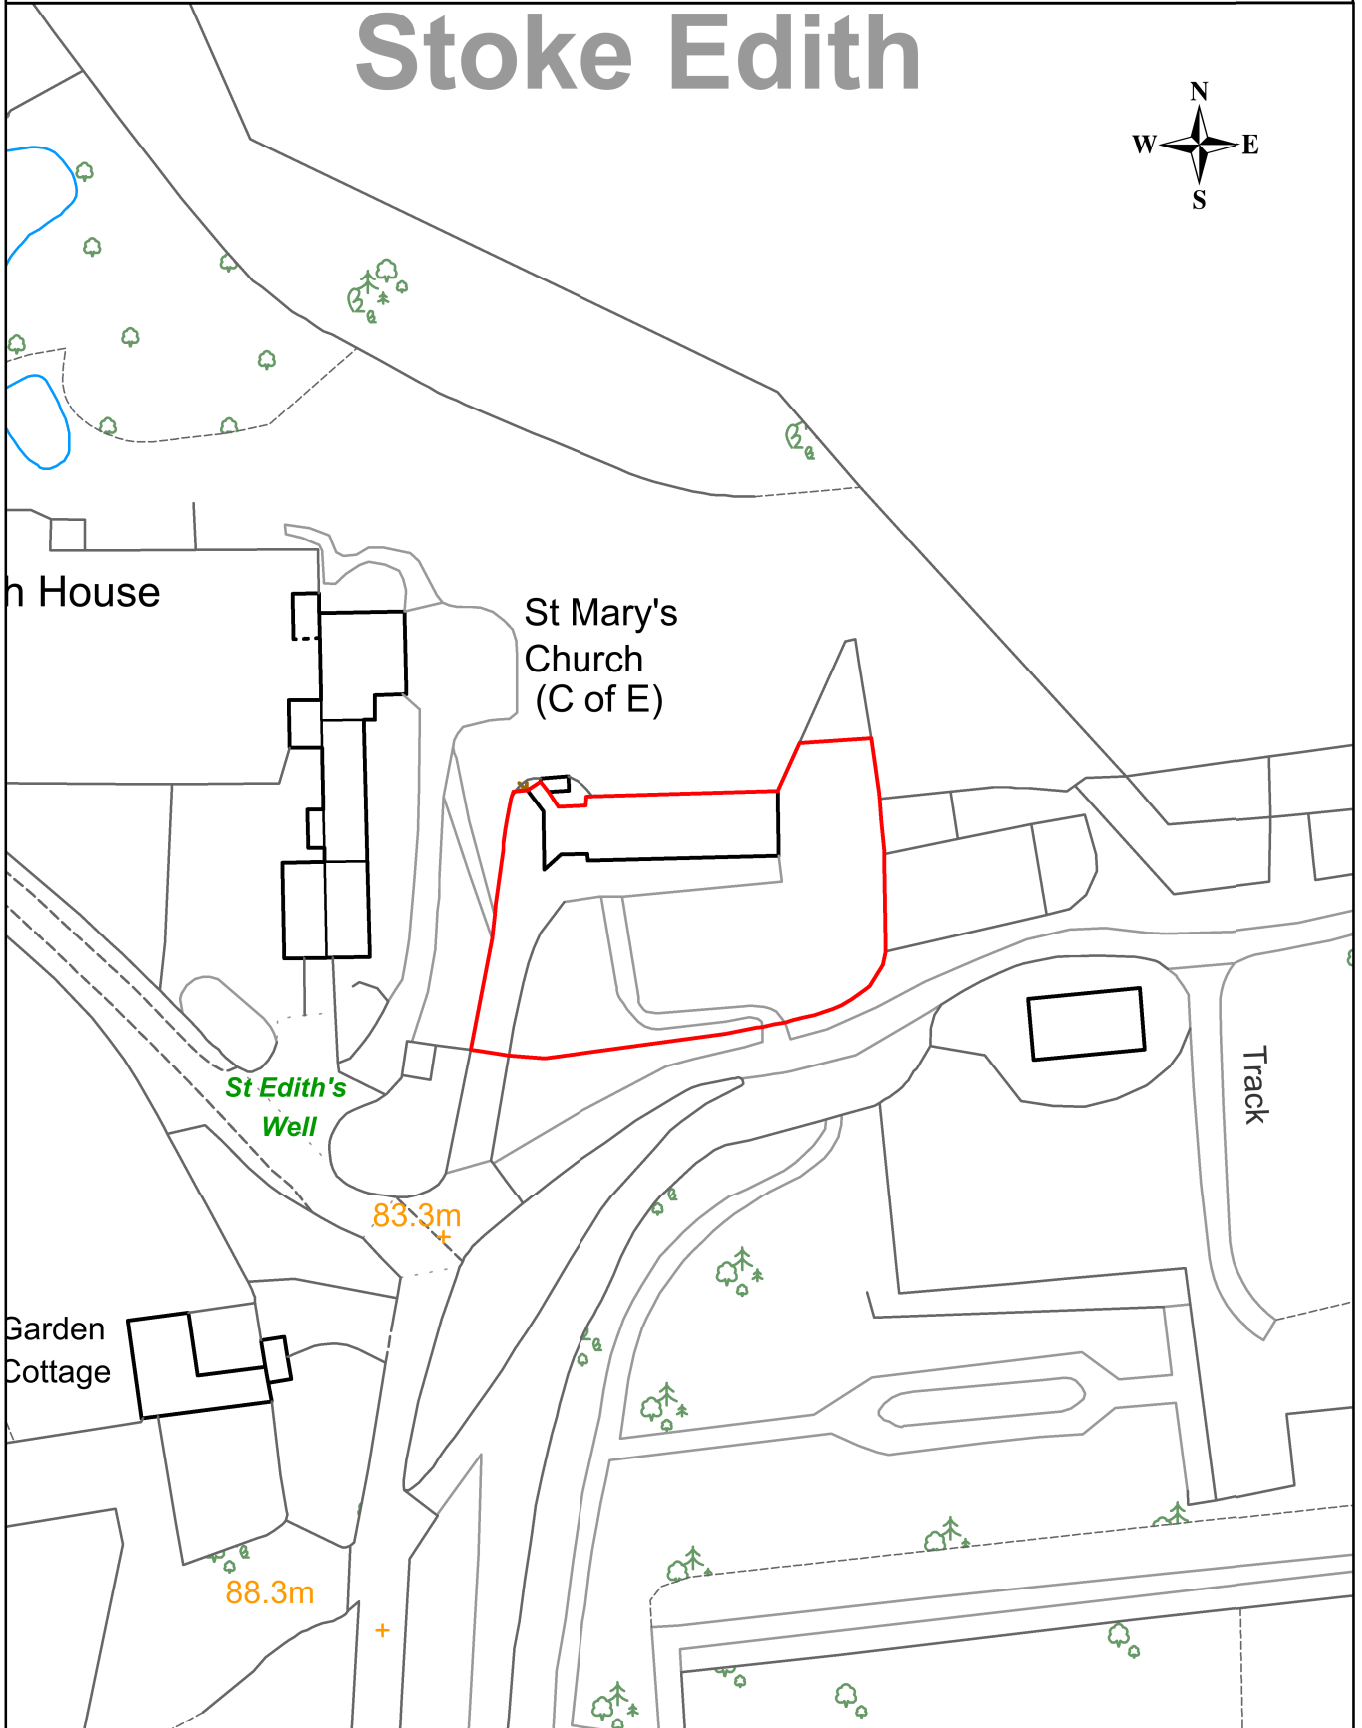 Stoke Edith
N
W E
S
h House
St Mary's
Church
(C of E)
St Edith's
Well
Track
83.3m
Garden
Cottage
88.3m